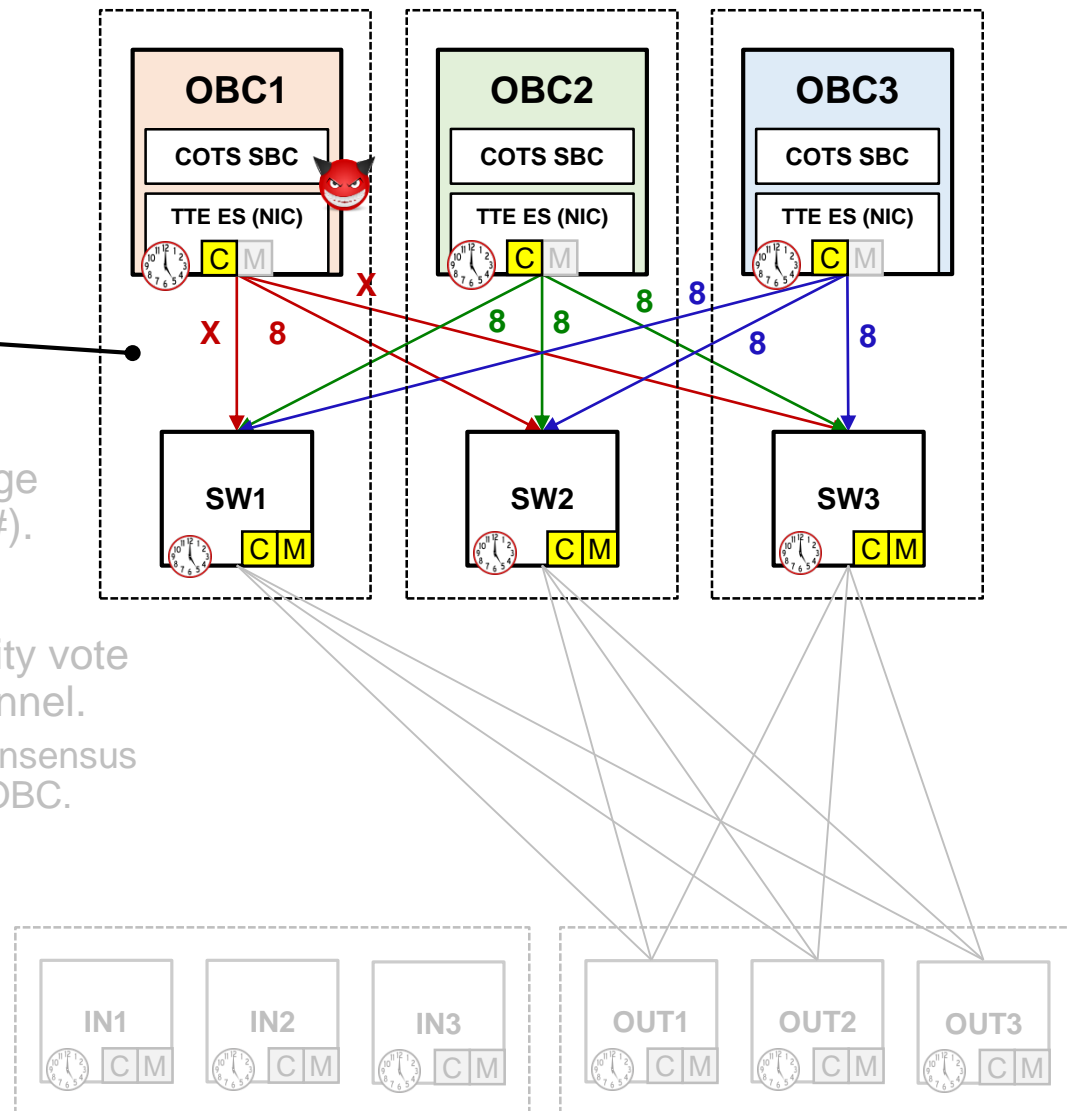 OBC1 OBC2 OBC3
COTS SBC COTS SBC COTS SBC
TTE ES (NIC) TTE ES (NIC) TTE ES (NIC)
C M C M C M
X 8 8
X 8 8 8 8 8
SW1 SW2 SW3
C M C M C M
ge
#).
ity vote
nnel.
nsensus
OBC.
IN1 IN2 IN3 OUT1 OUT2 OUT3
C M C M C M C M C M C M